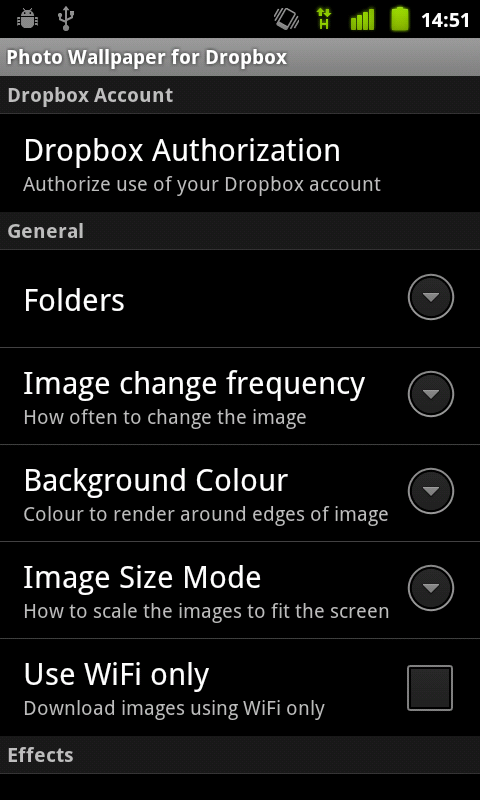 H 14:51
Photo Wallpaper for Dropbox
Dropbox Account
Dropbox Authorization
Authorize use of your Dropbox account
General
Folders
Image change frequency
How often to change the image
Background Colour
Colour to render around edges of image
Image Size Mode
How to scale the images to fit the screen
Use WiFi only
Download images using WiFi only
Effects